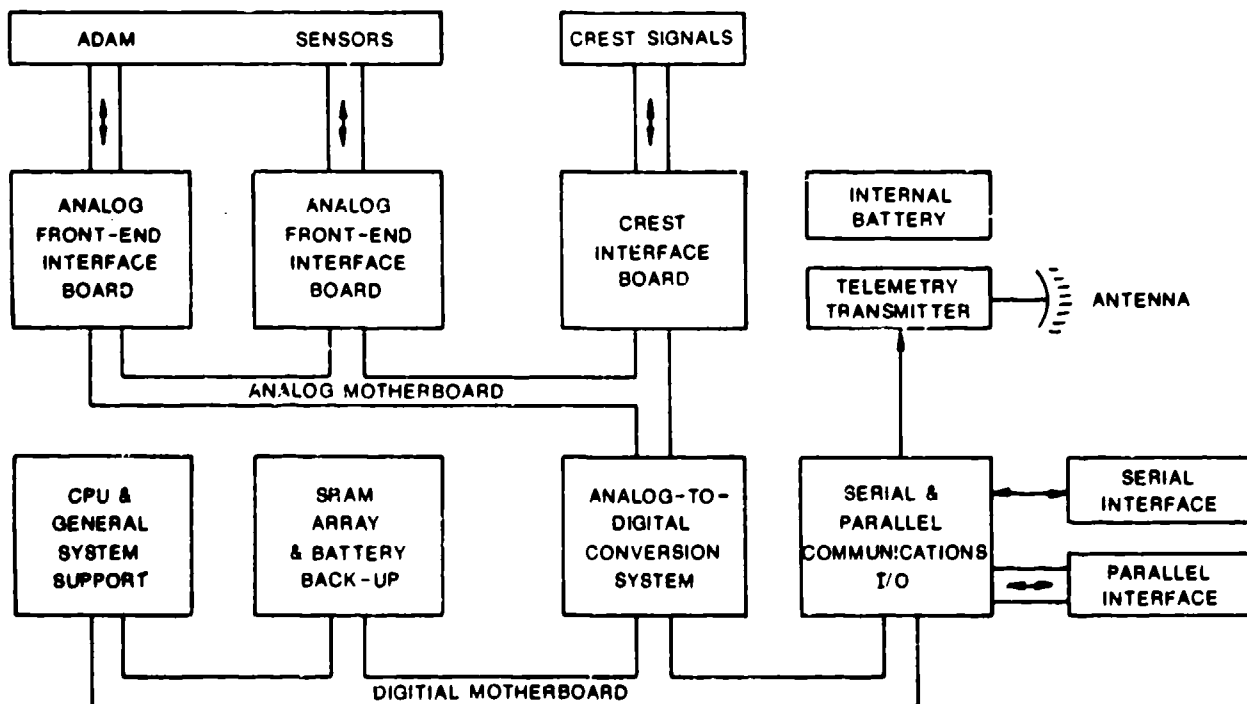 ADAM SENSORS
CREST SIGNALS
ANALOG
FRONT-END
INTERFACE
BOARD
ANALOG
FRONT-END
INTERFACE
BOARD
CREST
INTERFACE
BOARD
INTERNAL
BATTERY
TELEMETRY
TRANSMITTER
ANTENNA
ANALOG MOTHERBOARD
CPU &
GENERAL
SYSTEM
SUPPORT
SRAM
ARRAY
& BATTERY
BACK-UP
ANALOG-TO-
DIGITAL
CONVERSION
SYSTEM
SERIAL &
PARALLEL
COMMUNICATIONS
I/O
SERIAL
INTERFACE
PARALLEL
INTERFACE
DIGITIAL MOTHERBOARD